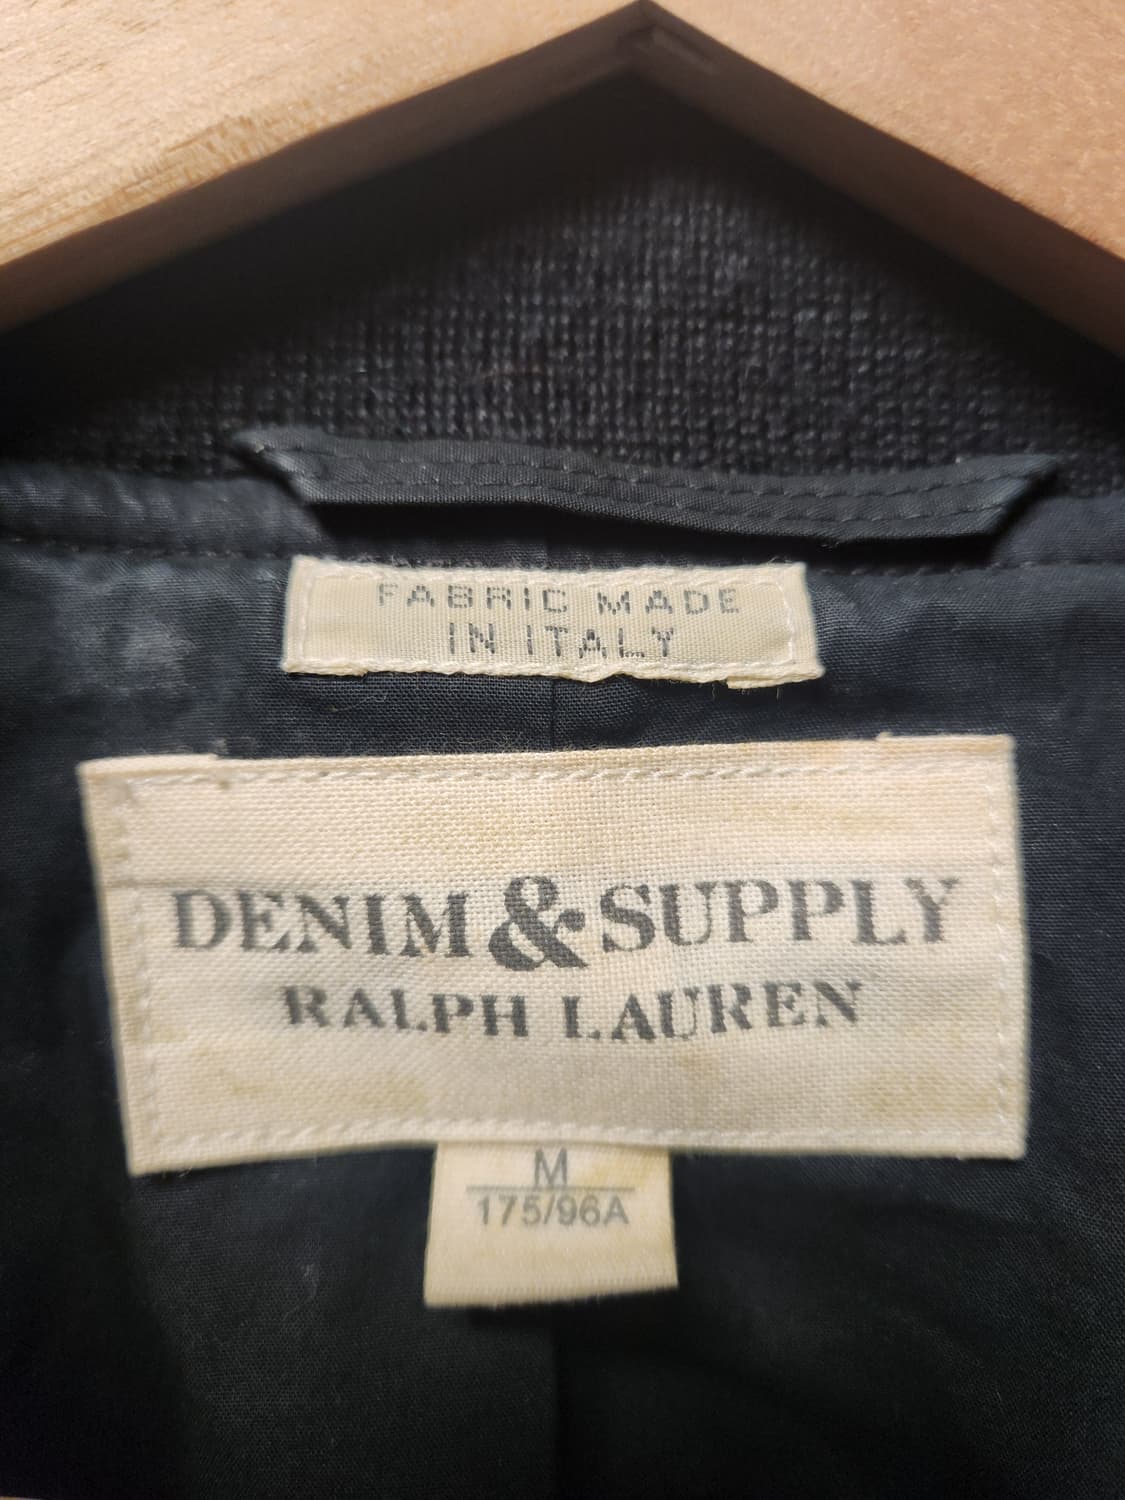 FABRIC MADE
IN ITALY
DENIM & SUPPLY
RALPH LAUREN
M
175/96A